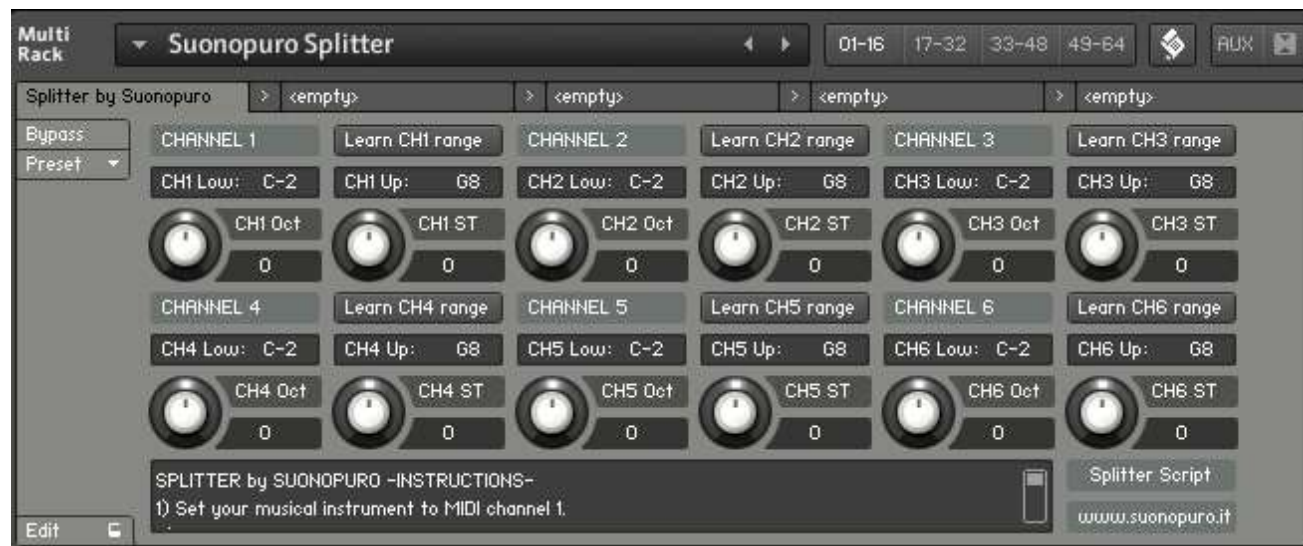 Multi Rack Suonopuro Splitter 01-16 17-32 33-48 49-64 AUX
Splitter by Suonopuro > <empty> > <empty> > <empty> > <empty>
Bypass CHANNEL 1 Learn CH1 range CHANNEL 2 Learn CH2 range CHANNEL 3 Learn CH3 range
Preset
CH1 Low: C-2 CH1 Up: G8 CH2 Low: C-2 CH2 Up: G8 CH3 Low: C-2 CH3 Up: G8
CH1 Oct CH1 ST CH2 Oct CH2 ST CH3 Oct CH3 ST
0 0 0 0 0 0
CHANNEL 4 Learn CH4 range CHANNEL 5 Learn CH5 range CHANNEL 6 Learn CH6 range
CH4 Low: C-2 CH4 Up: G8 CH5 Low: C-2 CH5 Up: G8 CH6 Low: C-2 CH6 Up: G8
CH4 Oct CH4 ST CH5 Oct CH5 ST CH6 Oct CH6 ST
0 0 0 0 0 0
SPLITTER by SUONOPURO -INSTRUCTIONS-
1) Set your musical instrument to MIDI channel 1.
Splitter Script
www.suonopuro.it
Edit